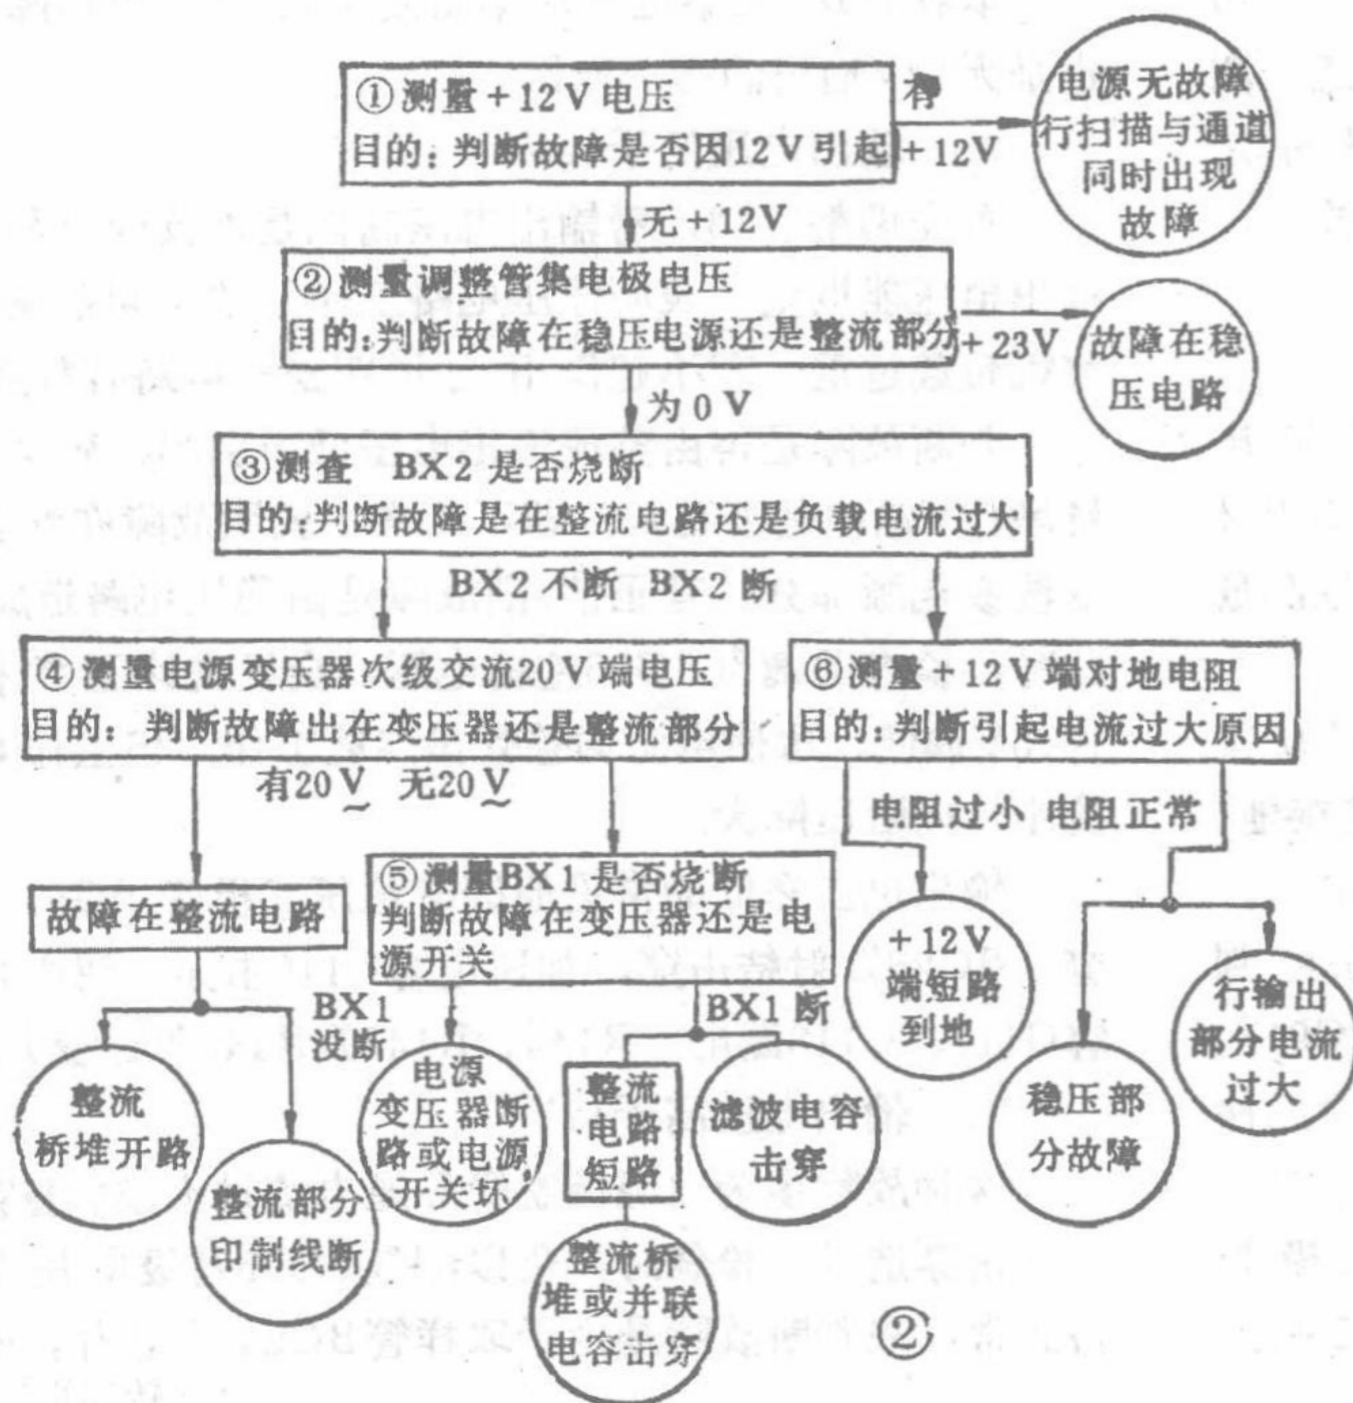 ①测量+12V电压
目的：判断故障是否因12V引起
有
+12V
电源无故障
行扫描与通道
同时出现
故障
无+12V
②测量调整管集电极电压
目的：判断故障在稳压电源还是整流部分
+23V
故障在稳
压电路
为0V
③测查 BX2是否烧断
目的：判断故障是在整流电路还是负载电流过大
BX2不断 BX2断
④测量电源变压器次级交流20V端电压
目的：判断故障出在变压器还是整流部分
⑥测量+12V端对地电阻
目的：判断引起电流过大原因
有20V~ 无20V~
电阻过小 电阻正常
故障在整流电路
⑤测量BX1是否烧断
判断故障在变压器还是电
源开关
BX1
没断
BX1断
整流
桥堆开路
整流部分
印制线断
电源
变压器断
路或电源
开关坏
整流
电路
短路
滤波电容
击穿
整流桥
堆或并联
电容击穿
+12V
端短路
到地
稳压部
分故障
行输出
部分电流
过大
②